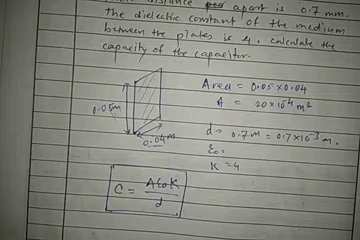 distance apart is 0.7 mm.
The dielectric constant of the medium
between the plates is 4, calculate the
capacity of the capacitor.
Area = 0.05 x 0.04
A = 20 x 10⁻⁴ m²
0.05m
0.04m
d = 0.7 m = 0.7 x 10⁻³ m,
ε₀.
K = 4
C = Aε₀K / d